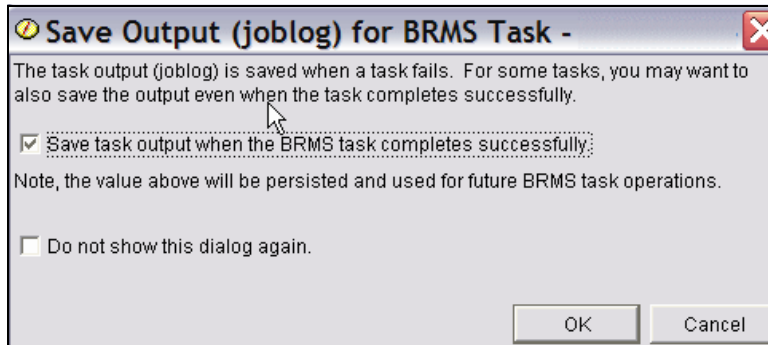 Save Output (joblog) for BRMS Task -
The task output (joblog) is saved when a task fails. For some tasks, you may want to
also save the output even when the task completes successfully.
Save task output when the BRMS task completes successfully.
Note, the value above will be persisted and used for future BRMS task operations.
Do not show this dialog again.
OK
Cancel